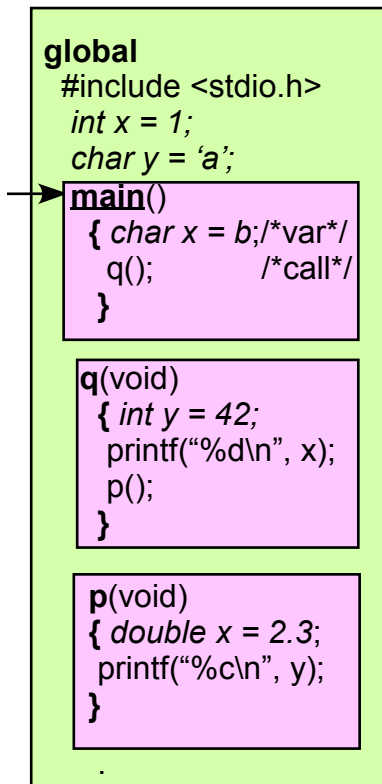 global
#include <stdio.h>
int x = 1;
char y = ‘a’;
main()
{ char x = b;/*var*/
q(); /*call*/
}
q(void)
{ int y = 42;
printf(“%d\n”, x);
p();
}
p(void)
{ double x = 2.3;
printf(“%c\n”, y);
}
.